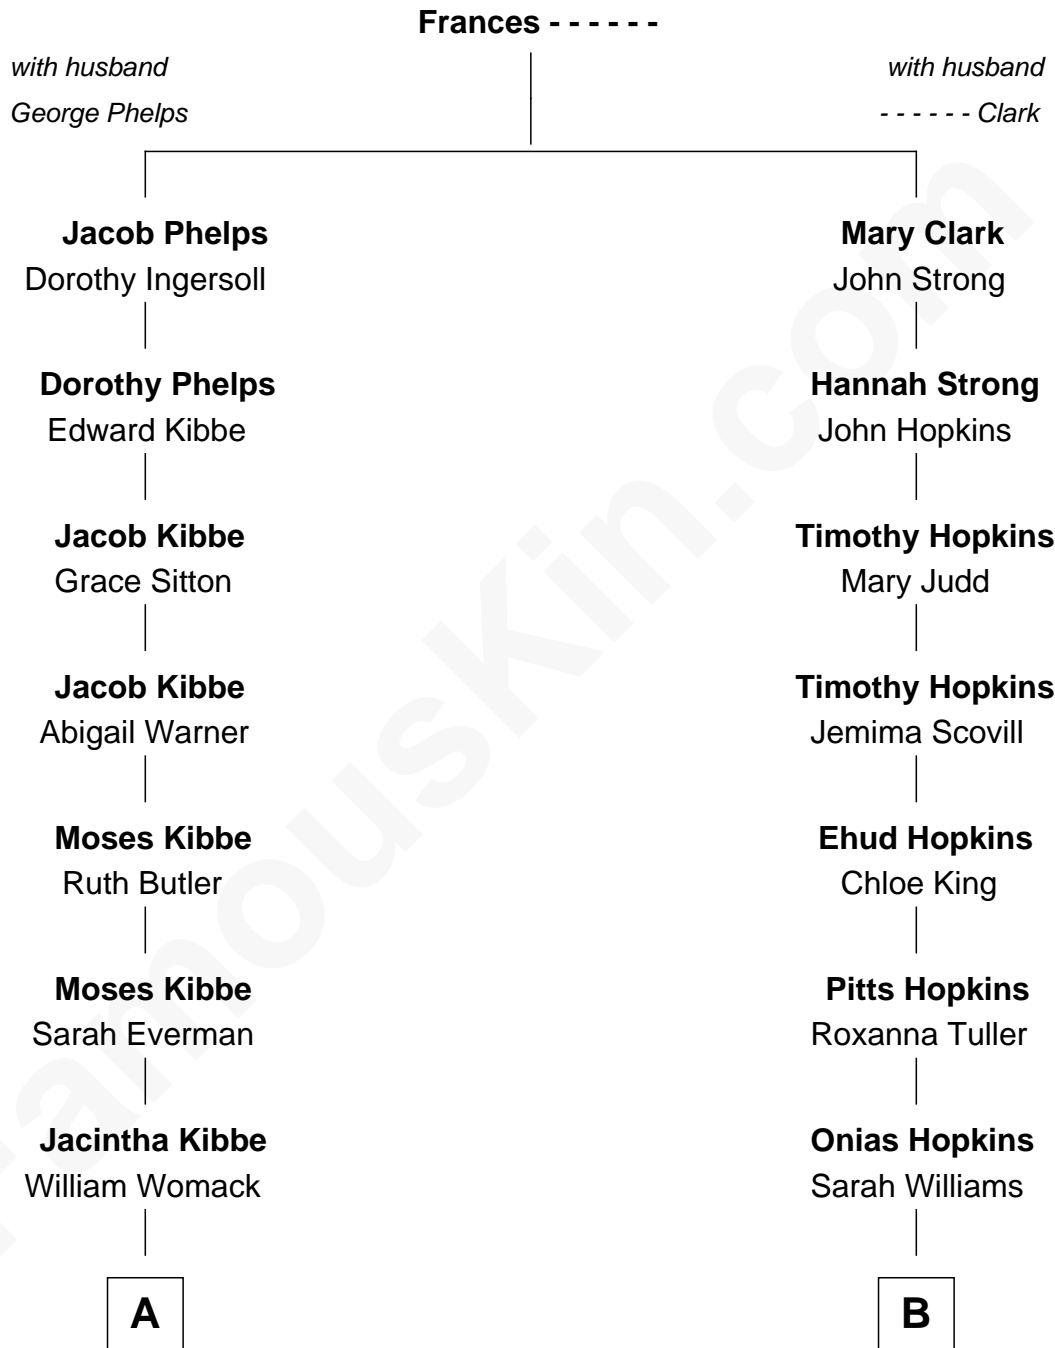 Frances - - - - - -
with husband
George Phelps
with husband
- - - - - - Clark
Jacob Phelps
Dorothy Ingersoll
Mary Clark
John Strong
Dorothy Phelps
Edward Kibbe
Hannah Strong
John Hopkins
Jacob Kibbe
Grace Sitton
Timothy Hopkins
Mary Judd
Jacob Kibbe
Abigail Warner
Timothy Hopkins
Jemima Scovill
Moses Kibbe
Ruth Butler
Ehud Hopkins
Chloe King
Moses Kibbe
Sarah Everman
Pitts Hopkins
Roxanna Tuller
Jacintha Kibbe
William Womack
Onias Hopkins
Sarah Williams
A
B
FamousKin.com